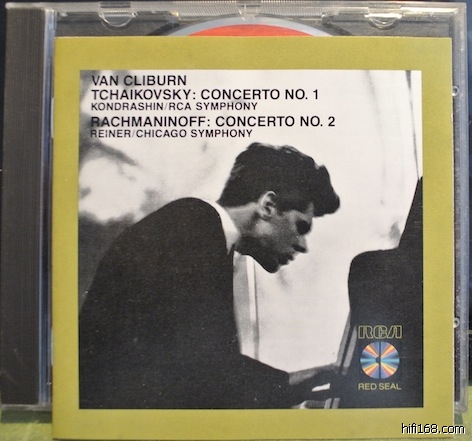 VAN CLIBURN
TCHAIKOVSKY: CONCERTO NO. 1
KONDRASHIN/RCA SYMPHONY
RACHMANINOFF: CONCERTO NO. 2
REINER/CHICAGO SYMPHONY
RCA
RED SEAL
hifi168.com